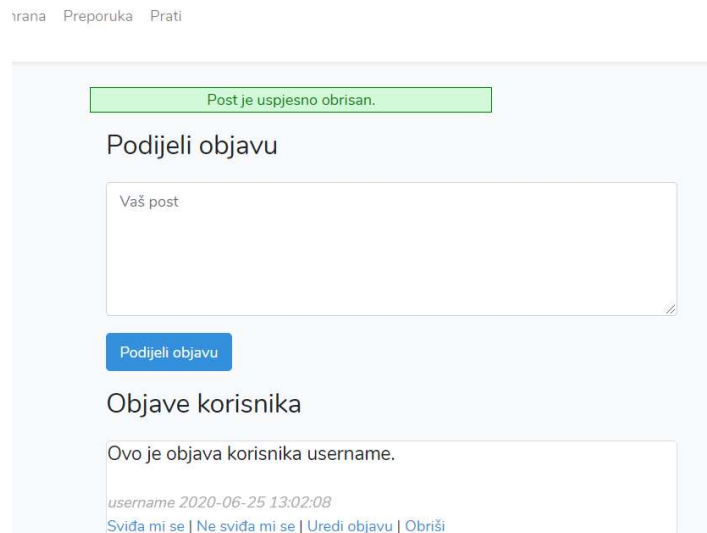 Preporuka Prati
Post je uspjesno obrisan.
Podijeli objavu
Vaš post
Podijeli objavu
Objave korisnika
Ovo je objava korisnika username.
username 2020-06-25 13:02:08
Sviđa mi se | Ne sviđa mi se | Uredi objavu | Obriši